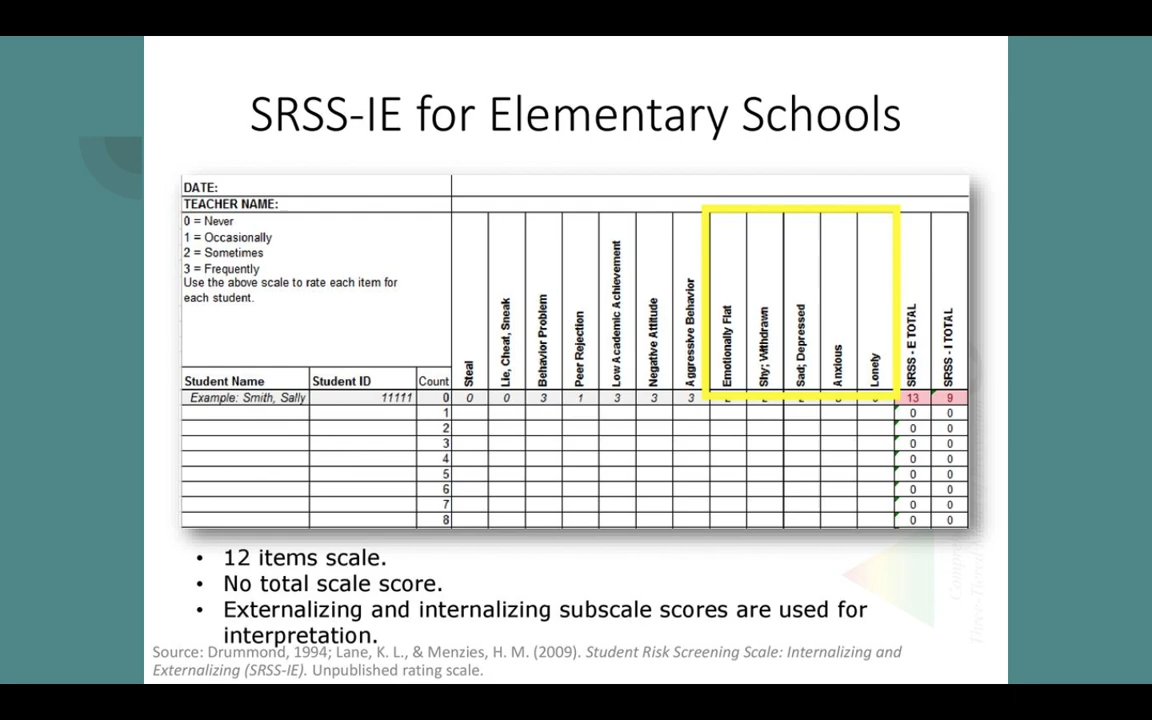 SRSS-IE for Elementary Schools
DATE:
TEACHER NAME:
0 = Never
1 = Occasionally
2 = Sometimes
3 = Frequently
Use the above scale to rate each item for
each student.
Student Name Student ID Count Steal Lie, Cheat, Sneak Behavior Problem Peer Rejection Low Academic Achievement Negative Attitude Aggressive Behavior Emotionally Flat Shy; Withdrawn Sad; Depressed Anxious Lonely SRSS - E TOTAL SRSS - I TOTAL
Example: Smith, Sally 11111 0 0 0 3 1 3 3 3 13 9
1 0 0
2 0 0
3 0 0
4 0 0
5 0 0
6 0 0
7 0 0
8 0 0
• 12 items scale.
• No total scale score.
• Externalizing and internalizing subscale scores are used for
interpretation.
Source: Drummond, 1994; Lane, K. L., & Menzies, H. M. (2009). Student Risk Screening Scale: Internalizing and
Externalizing (SRSS-IE). Unpublished rating scale.